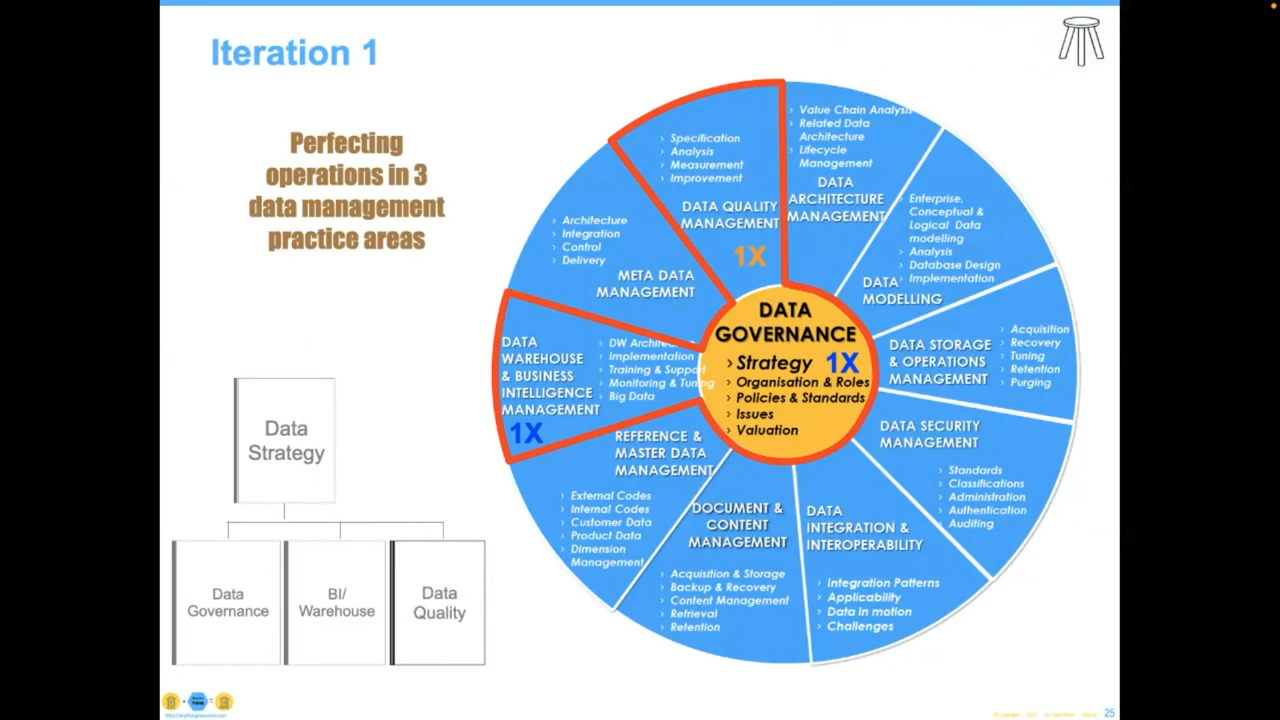 Iteration 1
Perfecting
operations in 3
data management
practice areas
Data
Strategy
Data
Governance
BI/
Warehouse
Data
Quality
› Value Chain Analysis
› Related Data
Architecture
› Lifecycle
Management
DATA
ARCHITECTURE
MANAGEMENT
› Enterprise,
Conceptual &
Logical Data
modelling
› Analysis
› Database Design
› Implementation
DATA
MODELLING
DATA STORAGE
& OPERATIONS
MANAGEMENT
› Acquisition
› Recovery
› Tuning
› Retention
› Purging
DATA SECURITY
MANAGEMENT
› Standards
› Classifications
› Administration
› Authentication
› Auditing
DATA
INTEGRATION &
INTEROPERABILITY
› Integration Patterns
› Applicability
› Data in motion
› Challenges
DOCUMENT &
CONTENT
MANAGEMENT
› Acquisition & Storage
› Backup & Recovery
› Content Management
› Retrieval
› Retention
REFERENCE &
MASTER DATA
MANAGEMENT
› External Codes
› Internal Codes
› Customer Data
› Product Data
› Dimension
Management
DATA
WAREHOUSE
& BUSINESS
INTELLIGENCE
MANAGEMENT
1X
› DW
› Implementation
› Training & Support
› Monitoring & Tuning
› Big Data
› Architecture
› Integration
› Control
› Delivery
META DATA
MANAGEMENT
› Specification
› Analysis
› Measurement
› Improvement
DATA QUALITY
MANAGEMENT
1X
DATA
GOVERNANCE
› Strategy 1X
› Organisation & Roles
› Policies & Standards
› Issues
› Valuation
25